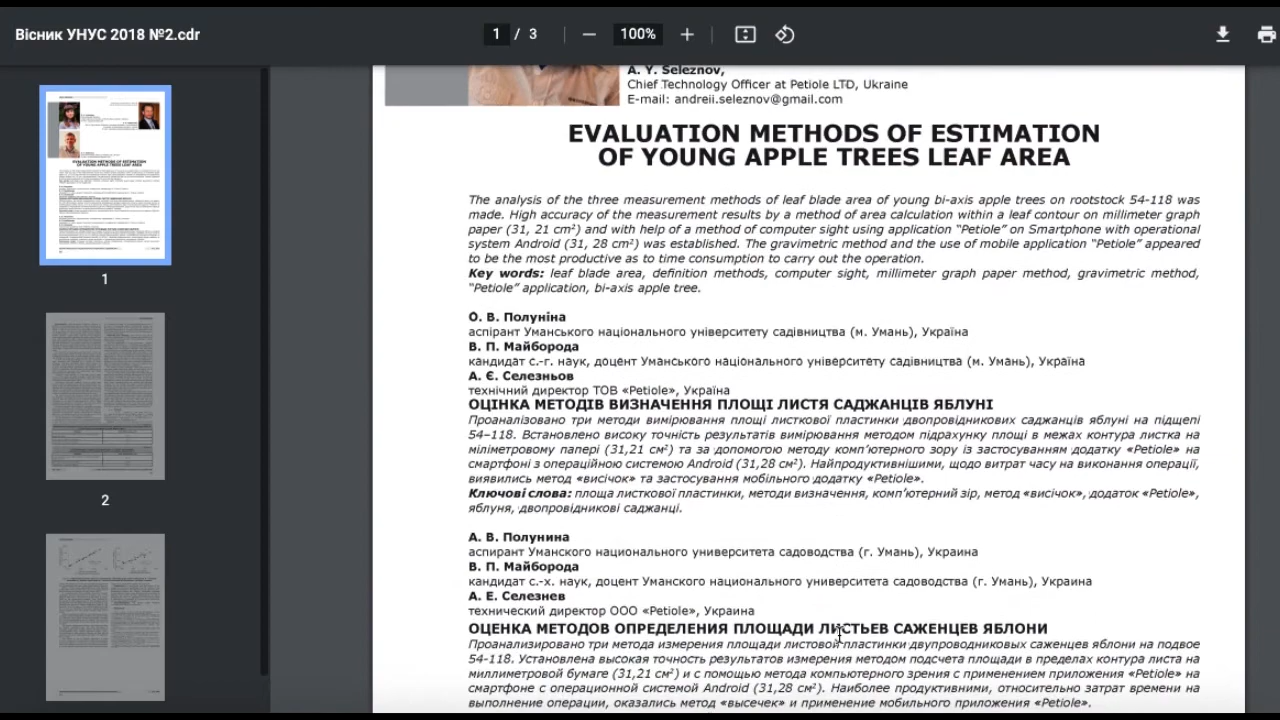 Вісник УНУС 2018 №2.cdr
1 / 3
100%
1
2
A. Y. Seleznov,
Chief Technology Officer at Petiole LTD, Ukraine
E-mail: andreii.seleznov@gmail.com
EVALUATION METHODS OF ESTIMATION
OF YOUNG APPLE TREES LEAF AREA
The analysis of the three measurement methods of leaf blade area of young bi-axis apple trees on rootstock 54-118 was
made. High accuracy of the measurement results by a method of area calculation within a leaf contour on millimeter graph
paper (31, 21 cm²) and with help of a method of computer sight using application “Petiole” on Smartphone with operational
system Android (31, 28 cm²) was established. The gravimetric method and the use of mobile application “Petiole” appeared
to be the most productive as to time consumption to carry out the operation.
Key words: leaf blade area, definition methods, computer sight, millimeter graph paper method, gravimetric method,
“Petiole” application, bi-axis apple tree.
О. В. Полуніна
аспірант Уманського національного університету садівництва (м. Умань), Україна
В. П. Майборода
кандидат с.-г. наук, доцент Уманського національного університету садівництва (м. Умань), Україна
А. Є. Селезньов
технічний директор ТОВ «Petiole», Україна
ОЦІНКА МЕТОДІВ ВИЗНАЧЕННЯ ПЛОЩІ ЛИСТЯ САДЖАНЦІВ ЯБЛУНІ
Проаналізовано три методи вимірювання площі листкової пластинки двопровідникових саджанців яблуні на підщепі
54–118. Встановлено високу точність результатів вимірювання методом підрахунку площі в межах контура листка на
міліметровому папері (31,21 см²) та за допомогою методу комп’ютерного зору із застосуванням додатку «Petiole» на
смартфоні з операційною системою Android (31,28 см²). Найпродуктивнішими, щодо витрат часу на виконання операції,
виявились метод «висічок» та застосування мобільного додатку «Petiole».
Ключові слова: площа листкової пластинки, методи визначення, комп’ютерний зір, метод «висічок», додаток «Petiole»,
яблуня, двопровідникові саджанці.
А. В. Полунина
аспирант Уманского национального университета садоводства (г. Умань), Украина
В. П. Майборода
кандидат с.-х. наук, доцент Уманского национального университета садоводства (г. Умань), Украина
А. Е. Селезнев
технический директор ООО «Petiole», Украина
ОЦЕНКА МЕТОДОВ ОПРЕДЕЛЕНИЯ ПЛОЩАДИ ЛИСТЬЕВ САЖЕНЦЕВ ЯБЛОНИ
Проанализировано три метода измерения площади листовой пластинки двупроводниковых саженцев яблони на подвое
54-118. Установлена высокая точность результатов измерения методом подсчета площади в пределах контура листа на
миллиметровой бумаге (31,21 см²) и с помощью метода компьютерного зрения с применением приложения «Petiole» на
смартфоне с операционной системой Android (31,28 см²). Наиболее продуктивними, относительно затрат времени на
выполнение операции, оказались метод «высечек» и применение мобильного приложения «Petiole».